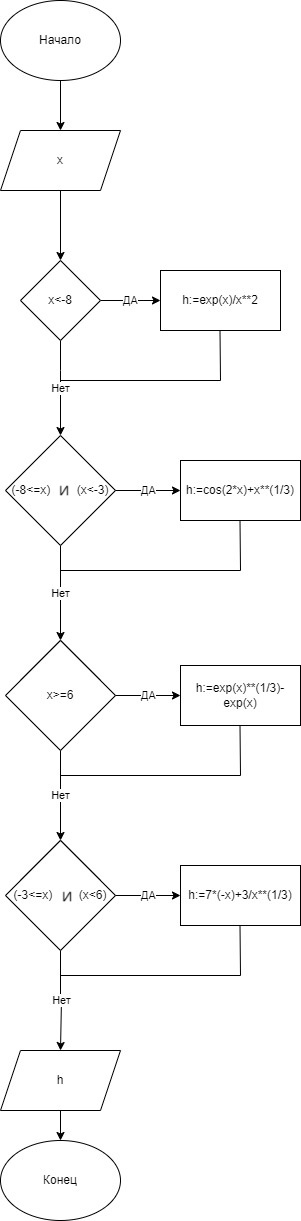 Начало
x
x<-8
ДА
h:=exp(x)/x**2
Нет
(-8<=x) И (x<-3)
ДА
h:=cos(2*x)+x**(1/3)
Нет
x>=6
ДА
h:=exp(x)**(1/3)-
exp(x)
Нет
(-3<=x) И (x<6)
ДА
h:=7*(-x)+3/x**(1/3)
Нет
h
Конец